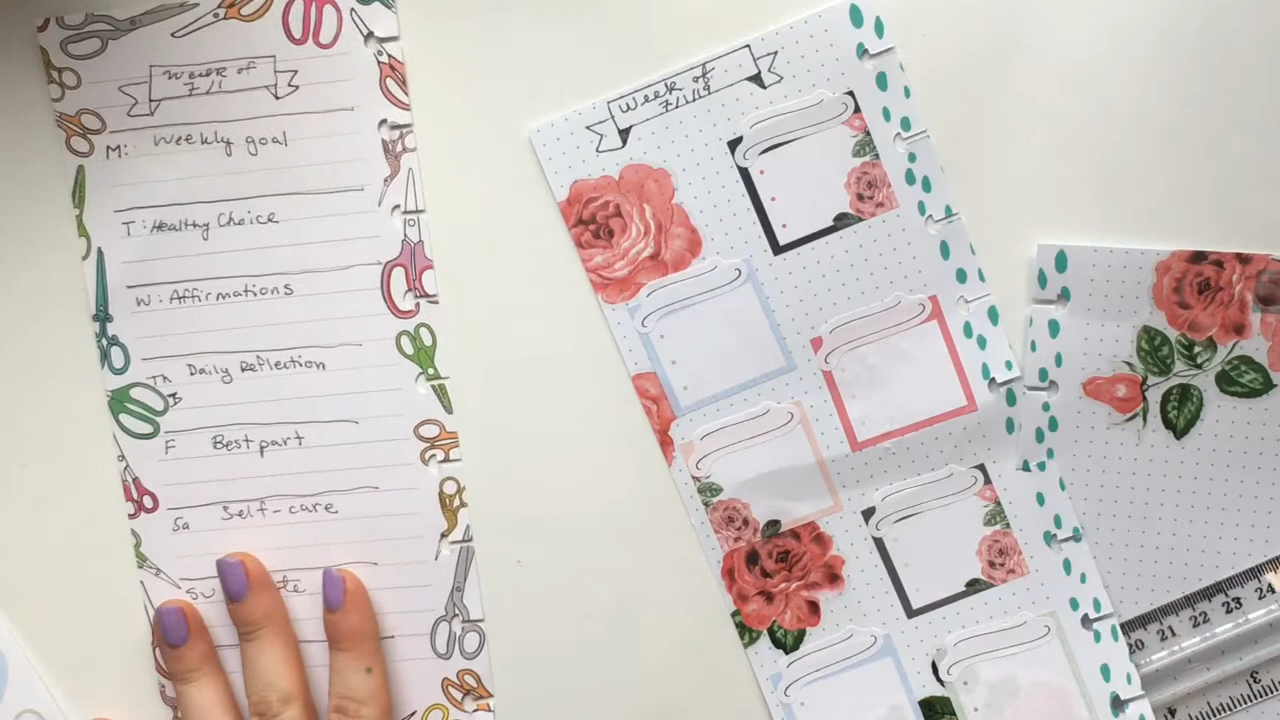 Week of
7/1
M: Weekly goal
T: Healthy Choice
W: Affirmations
Th Daily Reflection
F Best part
Sa Self-care
Su
Week of
7/1/19
20 21 22 23 24